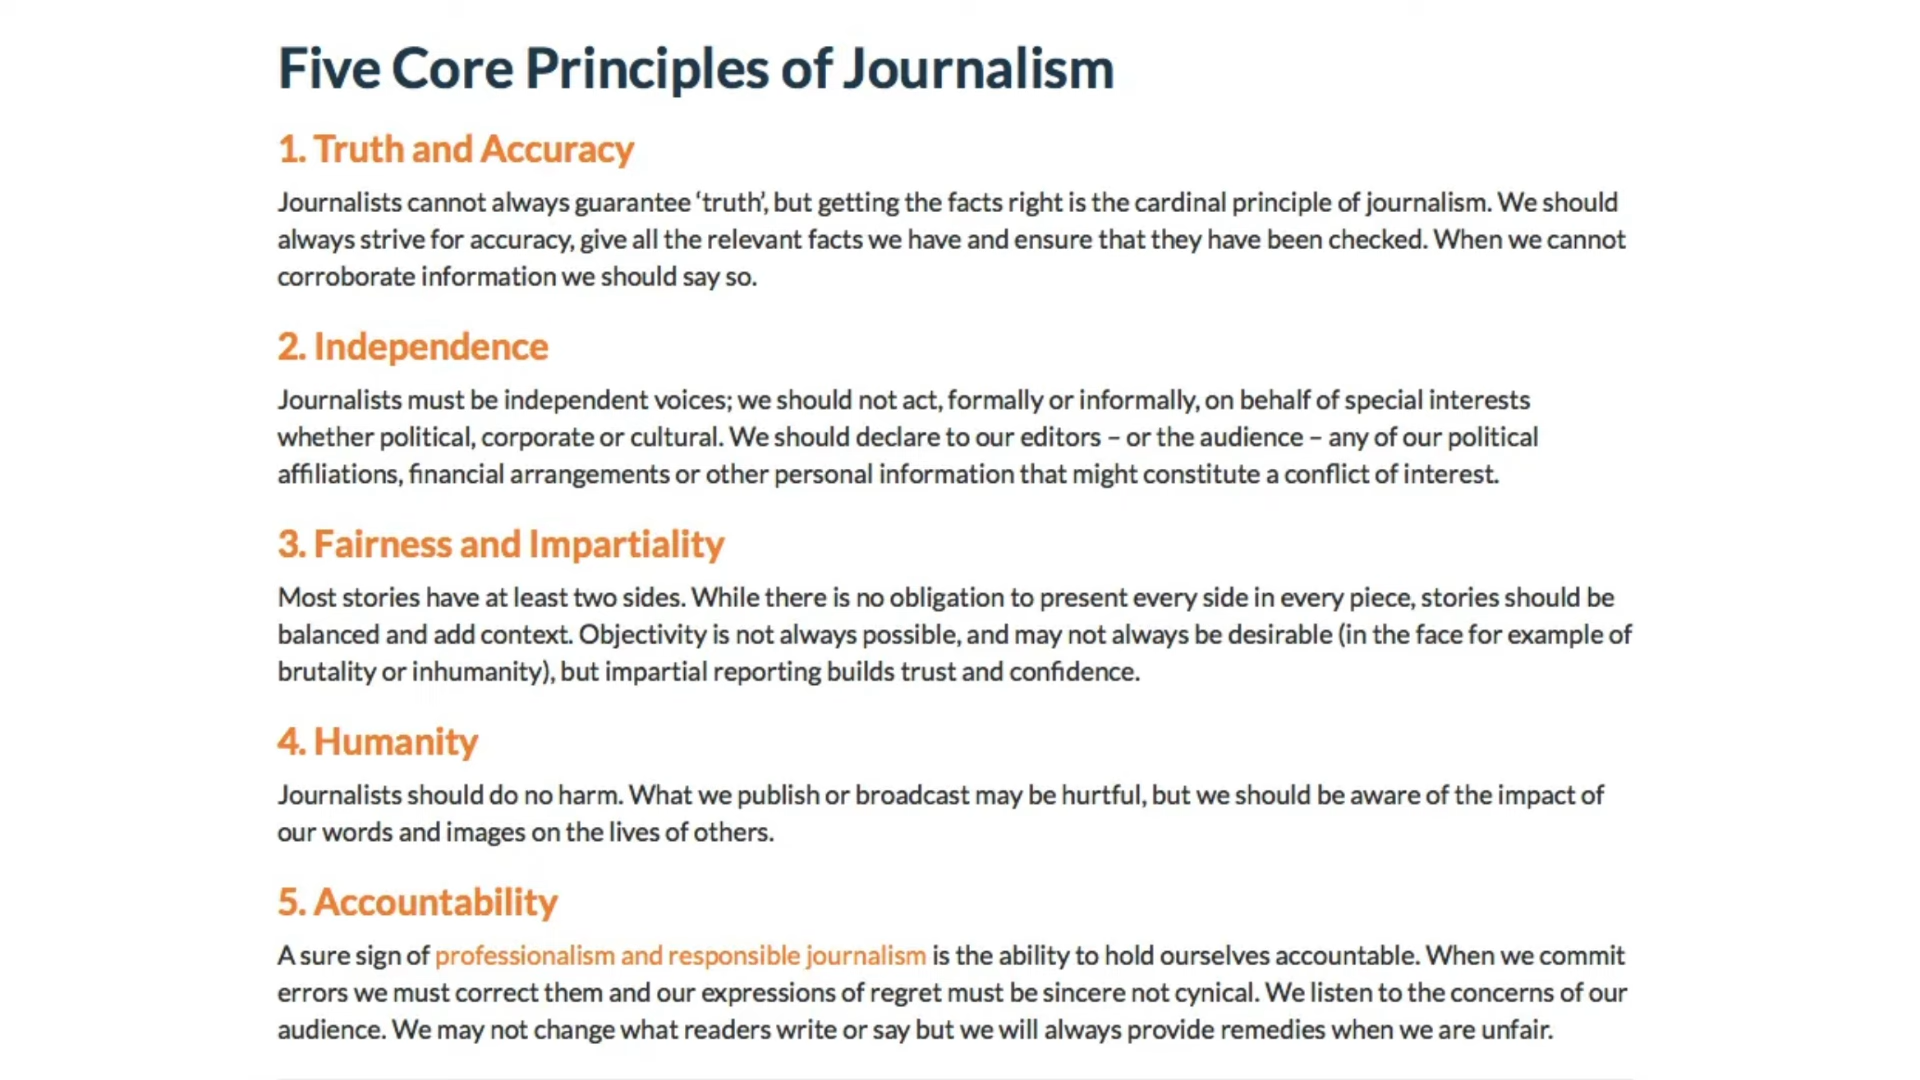 Five Core Principles of Journalism
1. Truth and Accuracy
Journalists cannot always guarantee ‘truth’, but getting the facts right is the cardinal principle of journalism. We should
always strive for accuracy, give all the relevant facts we have and ensure that they have been checked. When we cannot
corroborate information we should say so.
2. Independence
Journalists must be independent voices; we should not act, formally or informally, on behalf of special interests
whether political, corporate or cultural. We should declare to our editors – or the audience – any of our political
affiliations, financial arrangements or other personal information that might constitute a conflict of interest.
3. Fairness and Impartiality
Most stories have at least two sides. While there is no obligation to present every side in every piece, stories should be
balanced and add context. Objectivity is not always possible, and may not always be desirable (in the face for example of
brutality or inhumanity), but impartial reporting builds trust and confidence.
4. Humanity
Journalists should do no harm. What we publish or broadcast may be hurtful, but we should be aware of the impact of
our words and images on the lives of others.
5. Accountability
A sure sign of professionalism and responsible journalism is the ability to hold ourselves accountable. When we commit
errors we must correct them and our expressions of regret must be sincere not cynical. We listen to the concerns of our
audience. We may not change what readers write or say but we will always provide remedies when we are unfair.